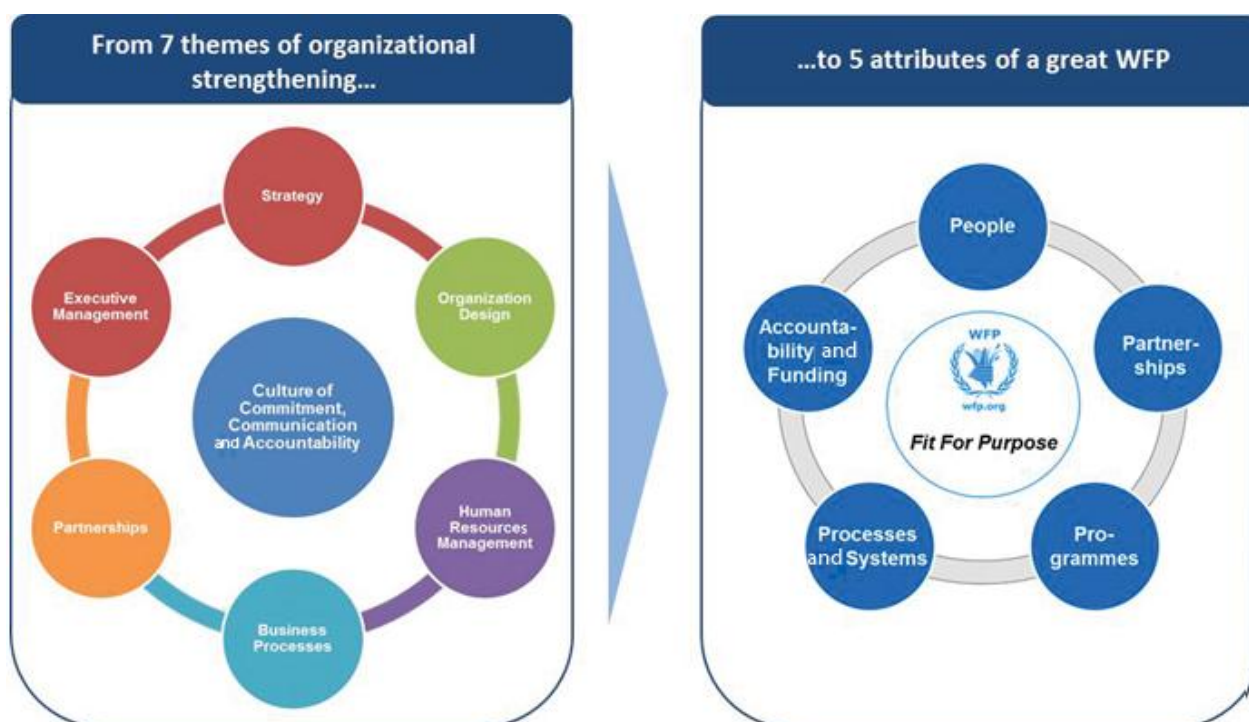 From 7 themes of organizational
strengthening...
Strategy
Executive
Management
Organization
Design
Culture of
Commitment,
Communication
and Accountability
Partnerships
Human
Resources
Management
Business
Processes
...to 5 attributes of a great WFP
People
Accounta-
bility and
Funding
Partner-
ships
WFP
wfp.org
Fit For Purpose
Processes
and Systems
Pro-
grammes